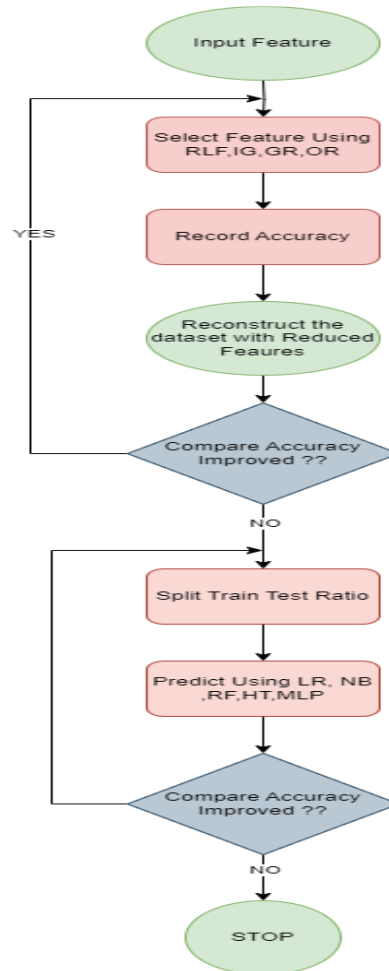 Input Feature
Select Feature Using
RLF,IG,GR,OR
YES
Record Accuracy
Reconstruct the
dataset with Reduced
Feaures
Compare Accuracy
Improved ??
NO
Split Train Test Ratio
Predict Using LR, NB
,RF,HT,MLP
Compare Accuracy
Improved ??
NO
STOP